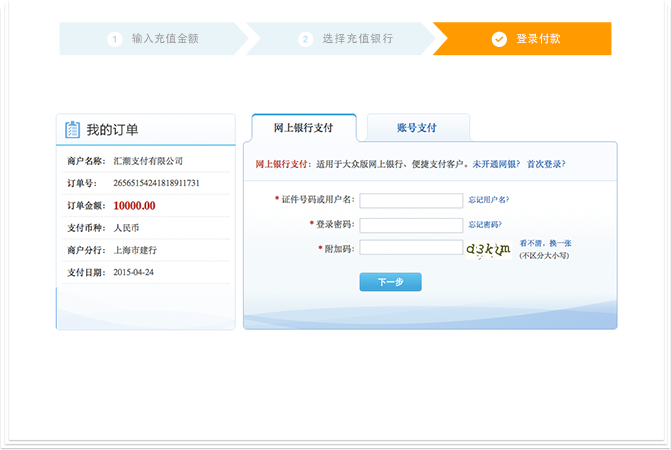 1 输入充值金额
2 选择充值银行
登录付款
我的订单
商户名称: 汇潮支付有限公司
订单号: 26565154241818911731
订单金额: 10000.00
支付币种: 人民币
商户分行: 上海市建行
支付日期: 2015-04-24
网上银行支付 账号支付
网上银行支付: 适用于大众版网上银行、便捷支付客户。未开通网银? 首次登录?
* 证件号码或用户名: 忘记用户名?
* 登录密码: 忘记密码?
* 附加码: 看不清，换一张
(不区分大小写)
下一步